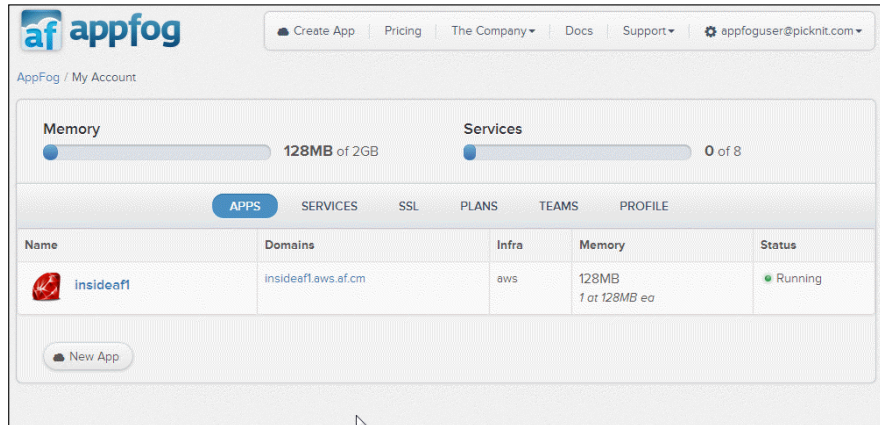 af appfog
Create App Pricing The Company Docs Support appfoguser@picknit.com
AppFog / My Account
Memory Services
128MB of 2GB 0 of 8
APPS SERVICES SSL PLANS TEAMS PROFILE
Name Domains Infra Memory Status
insideaf1 insideaf1.aws.af.cm aws 128MB Running
1 at 128MB ea
New App